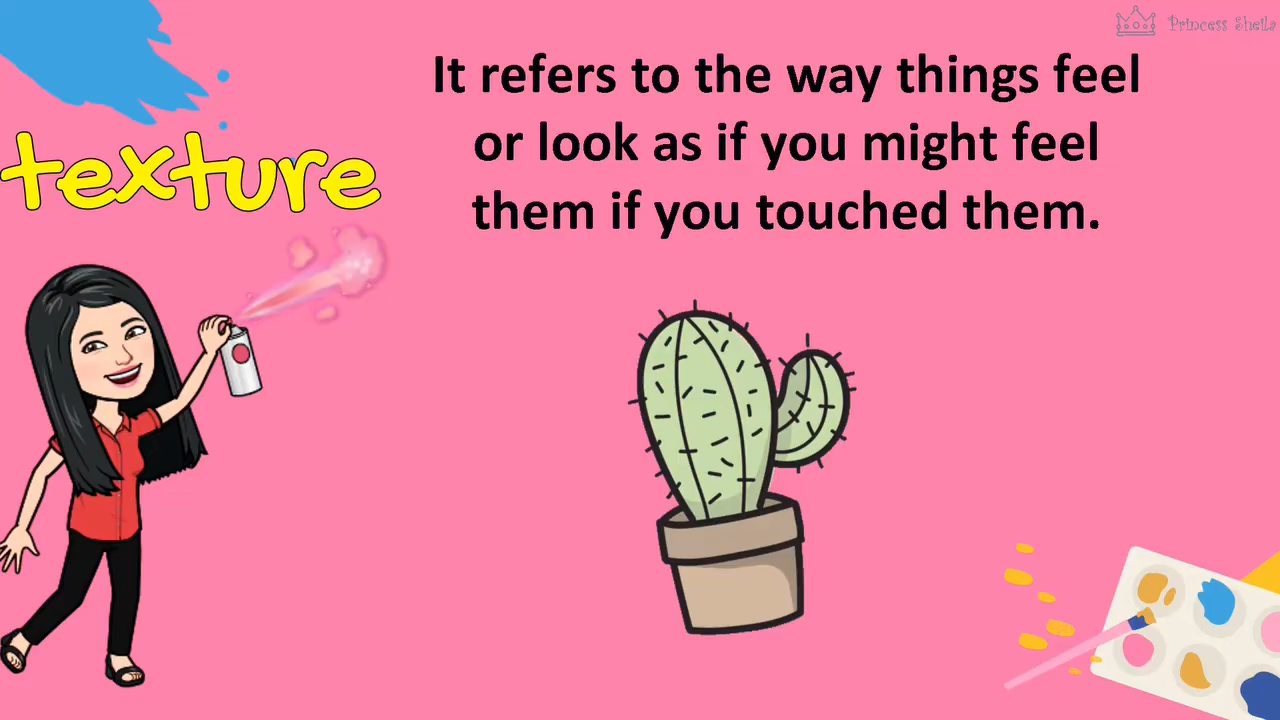 Princess Sheila
It refers to the way things feel
or look as if you might feel
them if you touched them.
texture